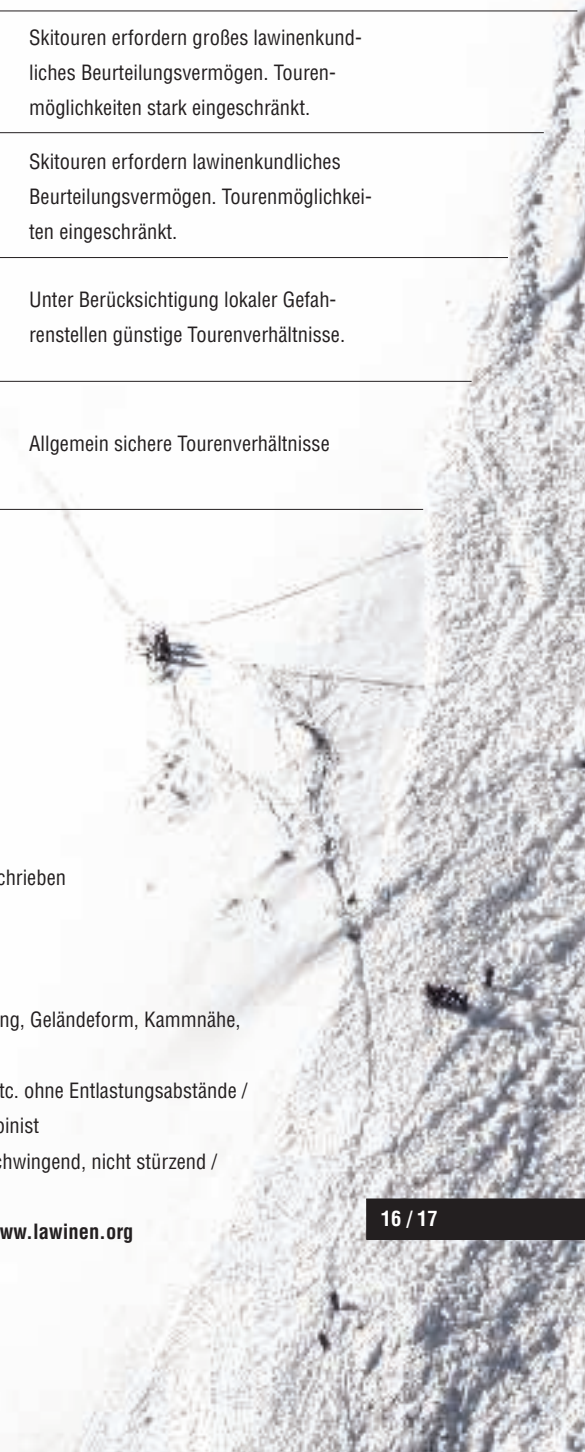 Skitouren erfordern großes lawinenkund-
liches Beurteilungsvermögen. Touren-
möglichkeiten stark eingeschränkt.
Skitouren erfordern lawinenkundliches
Beurteilungsvermögen. Tourenmöglichkei-
ten eingeschränkt.
Unter Berücksichtigung lokaler Gefah-
renstellen günstige Tourenverhältnisse.
Allgemein sichere Tourenverhältnisse
chrieben
ng, Geländeform, Kammnähe,
tc. ohne Entlastungsabstände /
pinist
chwingend, nicht stürzend /
ww.lawinen.org
16 / 17